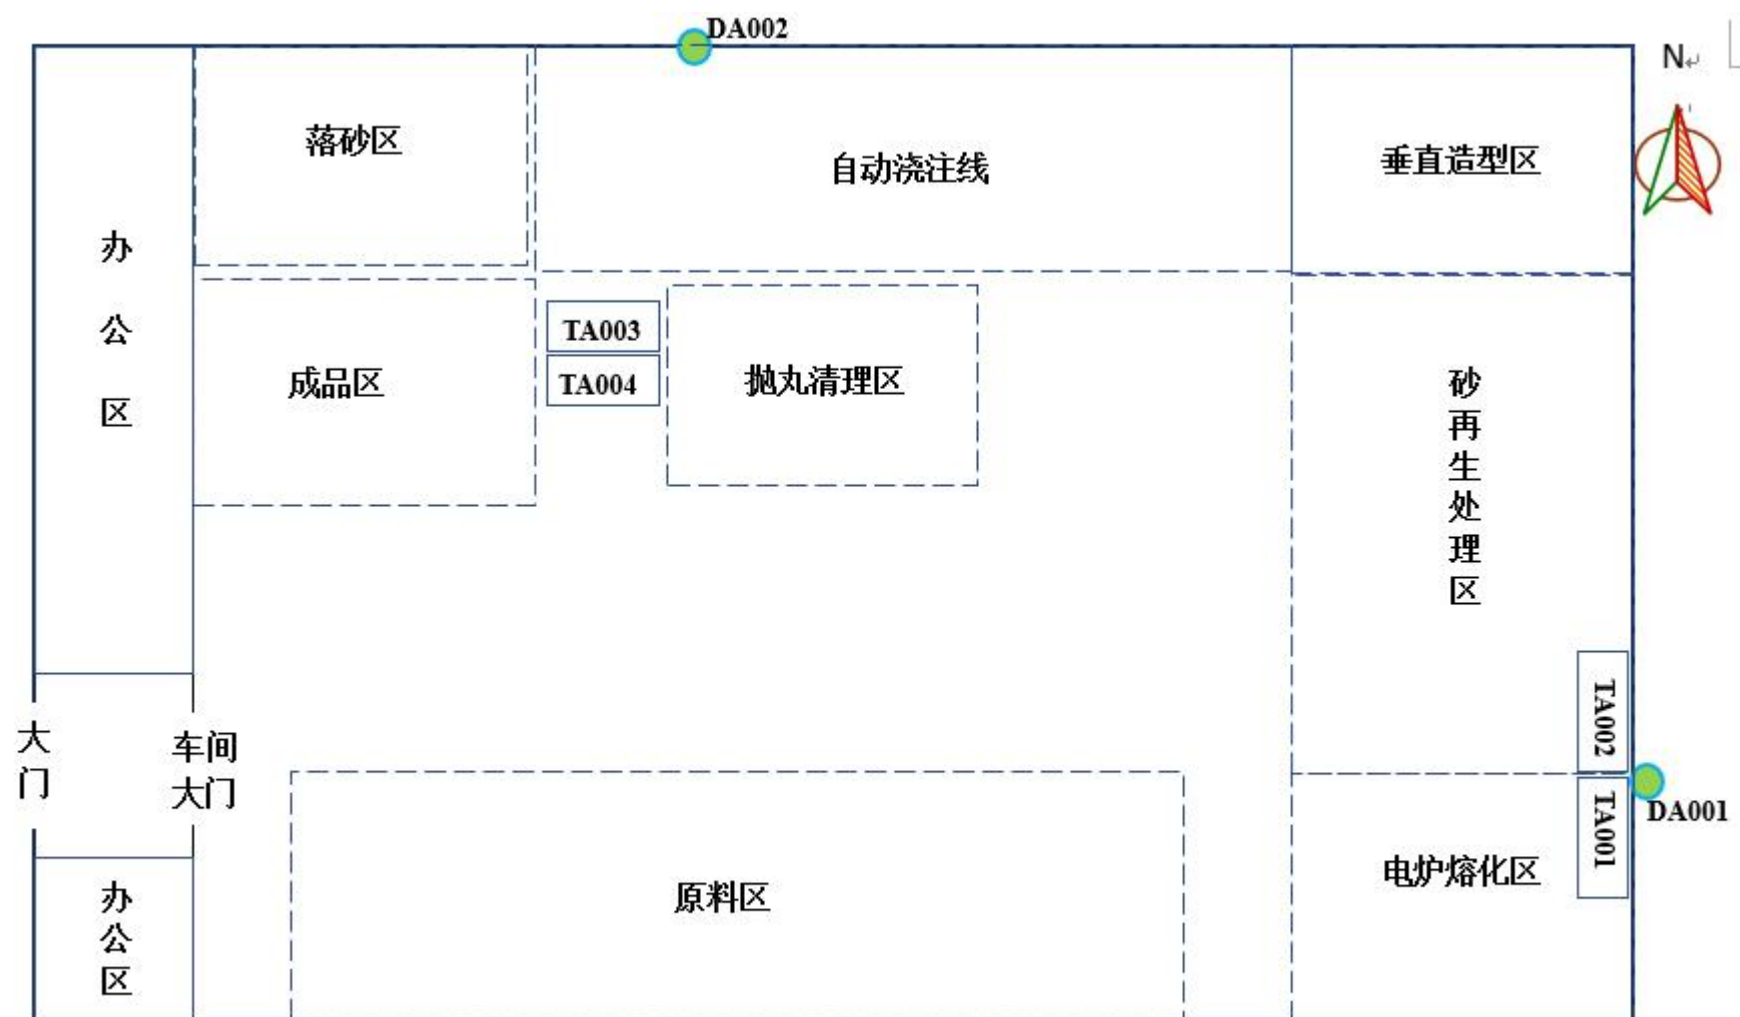 DA002
N
落砂区
自动浇注线
垂直造型区
办
公
区
TA003
TA004
成品区
抛丸清理区
砂
再
生
处
理
区
TA002
大
门
车间
大门
TA001
DA001
电炉熔化区
原料区
办
公
区